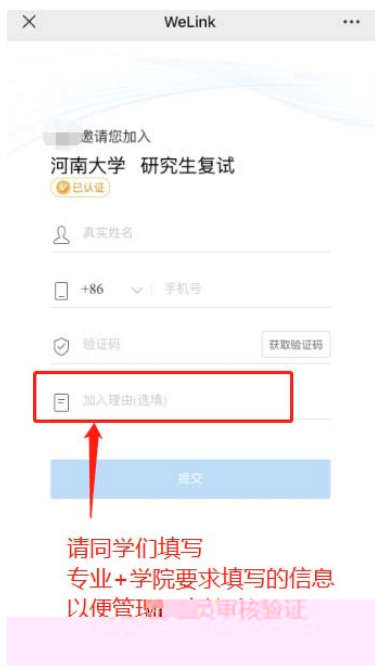 WeLink
邀请您加入
河南大学 研究生复试
已认证
真实姓名
+86 手机号
验证码 获取验证码
加入理由(选填)
提交
请同学们填写
专业+学院要求填写的信息
以便管理 审核验证